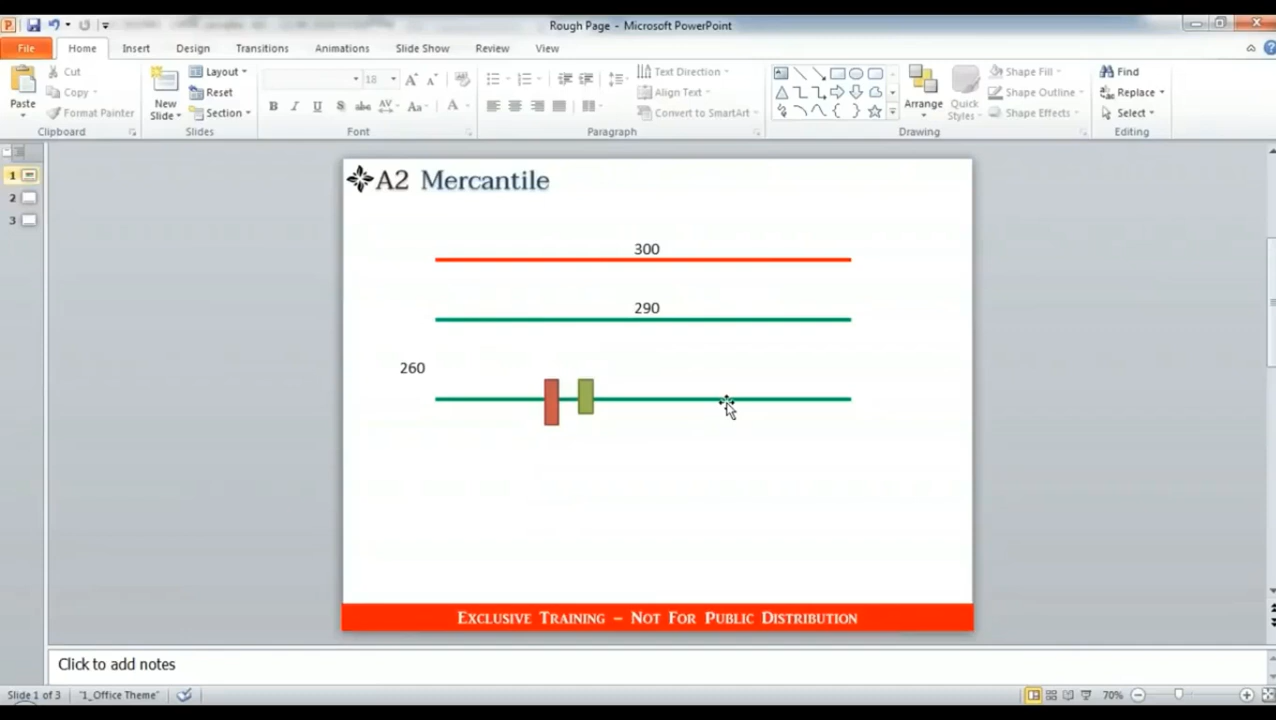 Rough Page - Microsoft PowerPoint
File Home Insert Design Transitions Animations Slide Show Review View
Paste
Cut
Copy
Format Painter
Clipboard
New
Slide
Layout
Reset
Section
Slides
18
B I U S abc AV Aa A
Font
Text Direction
Align Text
Convert to SmartArt
Paragraph
Arrange
Quick
Styles
Shape Fill
Shape Outline
Shape Effects
Drawing
Find
Replace
Select
Editing
1
2
3
A2 Mercantile
300
290
260
Exclusive Training – Not For Public Distribution
Click to add notes
Slide 1 of 3 "1_Office Theme" 70%